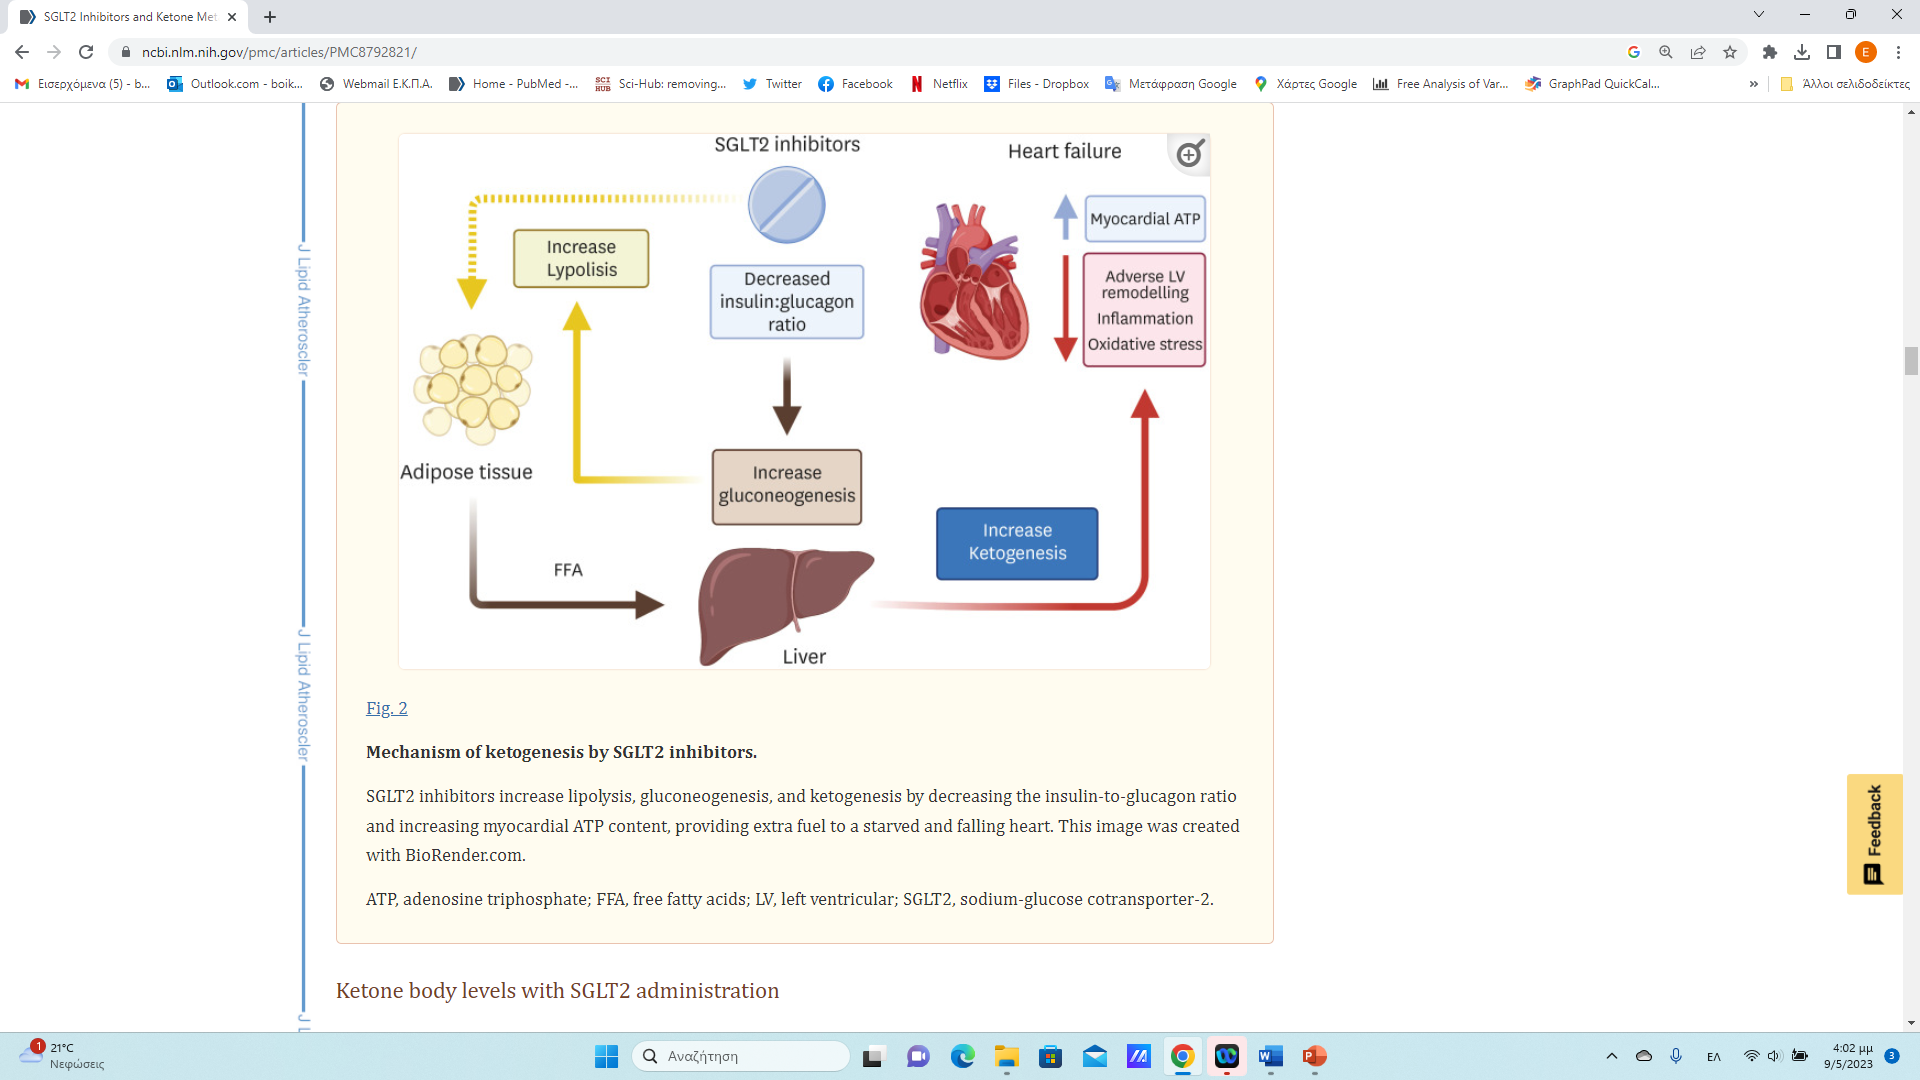 SGLT2 Inhibitors and Ketone Met
ncbi.nlm.nih.gov/pmc/articles/PMC8792821/
E
Εισερχόμενα (5) - b...
Outlook.com - boik...
Webmail Ε.Κ.Π.Α.
Home - PubMed -...
SCI HUB
Sci-Hub: removing...
Twitter
Facebook
Netflix
Files - Dropbox
Μετάφραση Google
Χάρτες Google
Free Analysis of Var...
GraphPad QuickCal...
»
Άλλοι σελιδοδείκτες
J Lipid Atheroscler
J Lipid Atheroscler
J L
SGLT2 inhibitors
Heart failure
Increase
Lypolisis
Decreased
insulin:glucagon
ratio
Myocardial ATP
Adverse LV
remodelling
Inflammation
Oxidative stress
Adipose tissue
Increase
gluconeogenesis
Increase
Ketogenesis
FFA
Liver
Fig. 2
Mechanism of ketogenesis by SGLT2 inhibitors.
SGLT2 inhibitors increase lipolysis, gluconeogenesis, and ketogenesis by decreasing the insulin-to-glucagon ratio
and increasing myocardial ATP content, providing extra fuel to a starved and falling heart. This image was created
with BioRender.com.
ATP, adenosine triphosphate; FFA, free fatty acids; LV, left ventricular; SGLT2, sodium-glucose cotransporter-2.
Feedback
Ketone body levels with SGLT2 administration
1
21°C
Νεφώσεις
Αναζήτηση
ΕΛ
4:02 μμ
9/5/2023
3